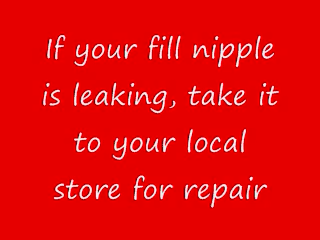 If your fill nipple
is leaking, take it
to your local
store for repair